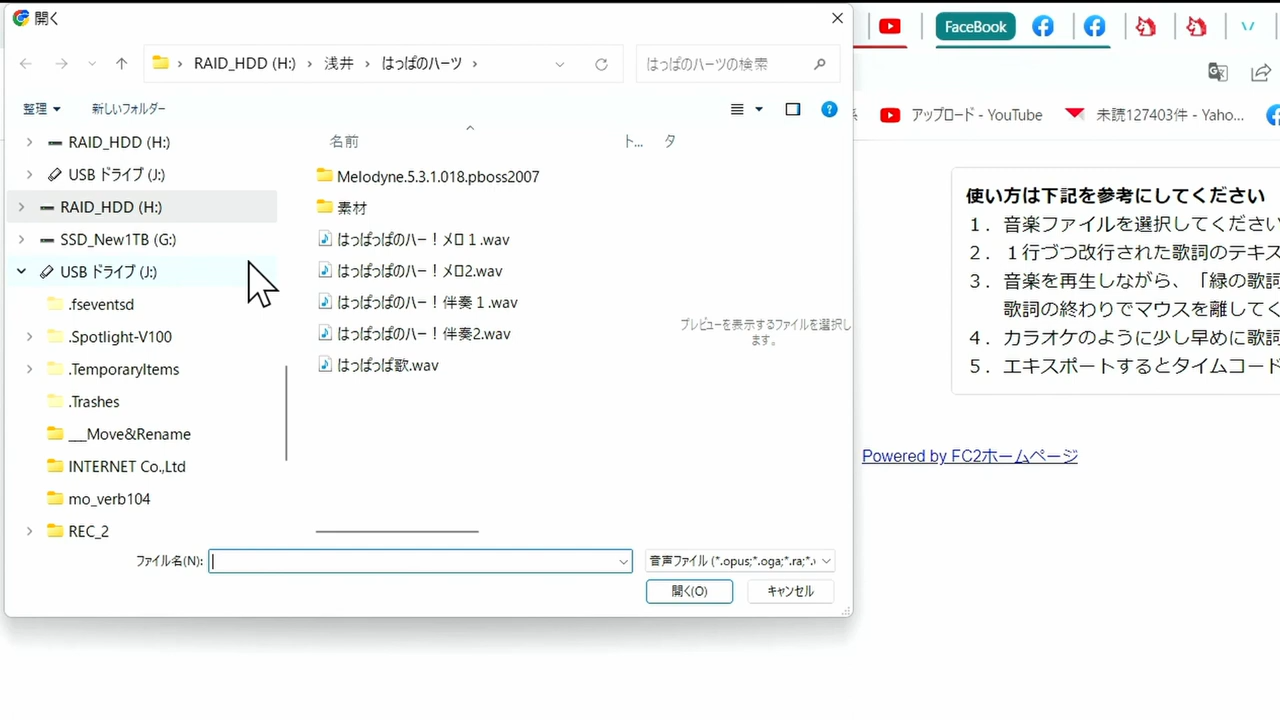 開く
FaceBook
RAID_HDD (H:) › 浅井 › はっぱのハーツ ›
はっぱのハーツの検索
整理
新しいフォルダー
アップロード - YouTube
未読127403件 - Yaho...
RAID_HDD (H:)
USB ドライブ (J:)
RAID_HDD (H:)
SSD_New1TB (G:)
USB ドライブ (J:)
.fseventsd
.Spotlight-V100
.TemporaryItems
.Trashes
___Move&Rename
INTERNET Co.,Ltd
mo_verb104
REC_2
名前
ト...
タ
Melodyne.5.3.1.018.pboss2007
素材
はっぱっぱのハー！メロ１.wav
はっぱっぱのハー！メロ2.wav
はっぱっぱのハー！伴奏１.wav
はっぱっぱのハー！伴奏2.wav
はっぱっぱ歌.wav
プレビューを表示するファイルを選択し
ます。
ファイル名(N):
音声ファイル (*.opus;*.oga;*.ra;*.
開く(O)
キャンセル
使い方は下記を参考にしてください
１．音楽ファイルを選択してください
２．１行づつ改行された歌詞のテキス
３．音楽を再生しながら、「緑の歌詞
歌詞の終わりでマウスを離してく
４．カラオケのように少し早めに歌詞
５．エキスポートするとタイムコード
Powered by FC2ホームページ